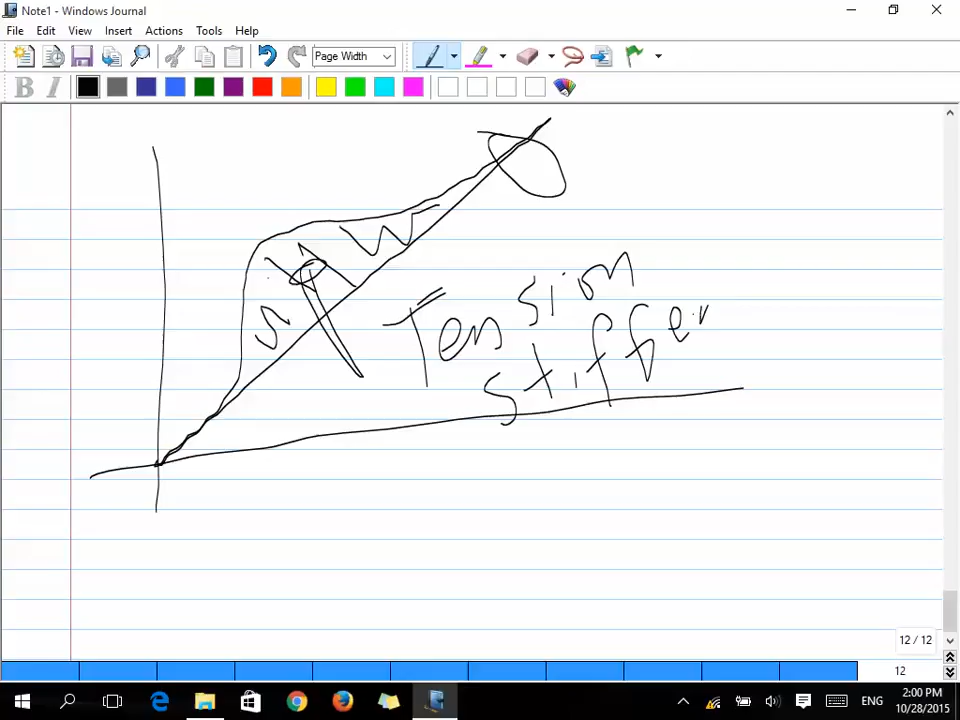 Note1 - Windows Journal
File Edit View Insert Actions Tools Help
Page Width
B I
Tension
stiffen
12 / 12
12
ENG
2:00 PM
10/28/2015